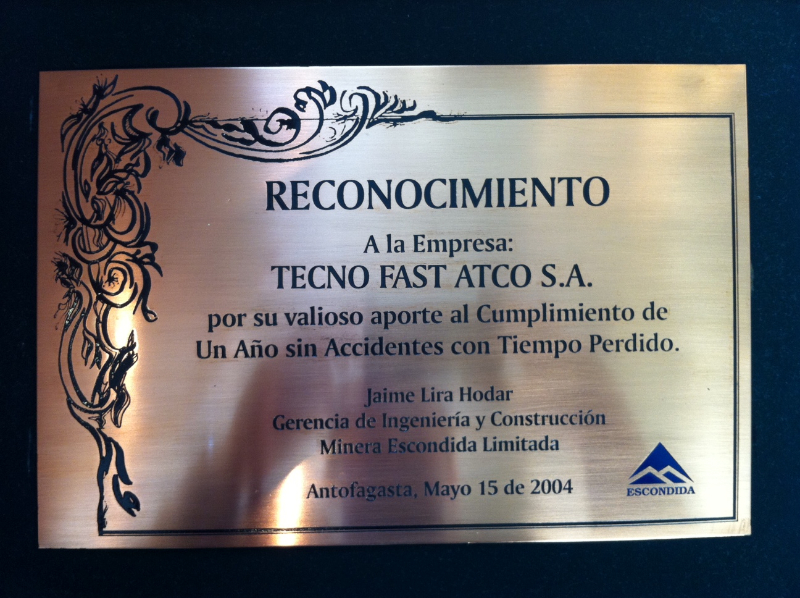 RECONOCIMIENTO
A la Empresa:
TECNO FAST ATCO S.A.
por su valioso aporte al Cumplimiento de
Un Año sin Accidentes con Tiempo Perdido.
Jaime Lira Hodar
Gerencia de Ingeniería y Construcción
Minera Escondida Limitada
Antofagasta, Mayo 15 de 2004
ESCONDIDA